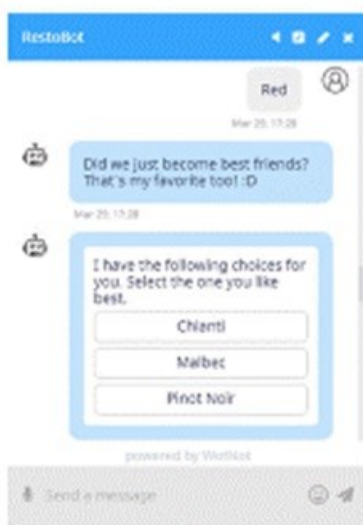 RestoBot
Red
Mar 29, 17:28
Did we just become best friends?
That's my favorite too! :D
Mar 29, 17:28
I have the following choices for
you. Select the one you like
best.
Chianti
Malbec
Pinot Noir
powered by WotNot
Send a message